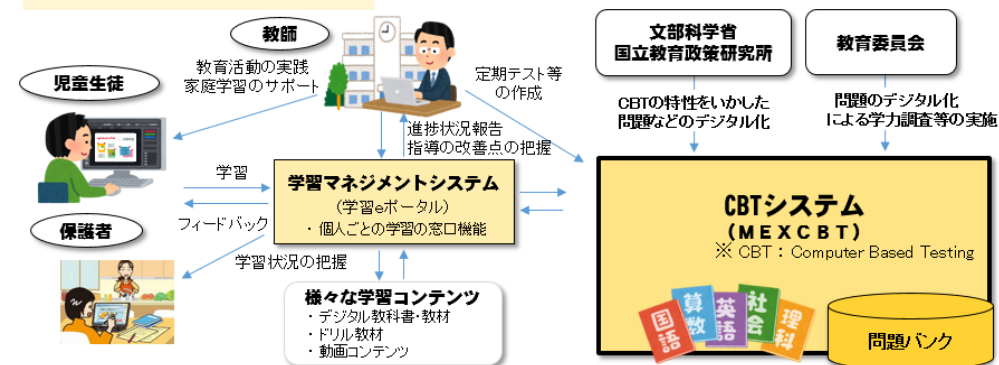 教師
文部科学省
国立教育政策研究所
教育委員会
児童生徒
教育活動の実践
家庭学習のサポート
定期テスト等
の作成
CBTの特性をいかした
問題などのデジタル化
問題のデジタル化
による学力調査等の実施
進捗状況報告
指導の改善点の把握
学習
学習マネジメントシステム
(学習eポータル)
・個人ごとの学習の窓口機能
フィードバック
保護者
学習状況の把握
様々な学習コンテンツ
・デジタル教科書・教材
・ドリル教材
・動画コンテンツ
CBTシステム
(MEXCBT)
※ CBT：Computer Based Testing
国語
算数
英語
社会
理科
問題バンク